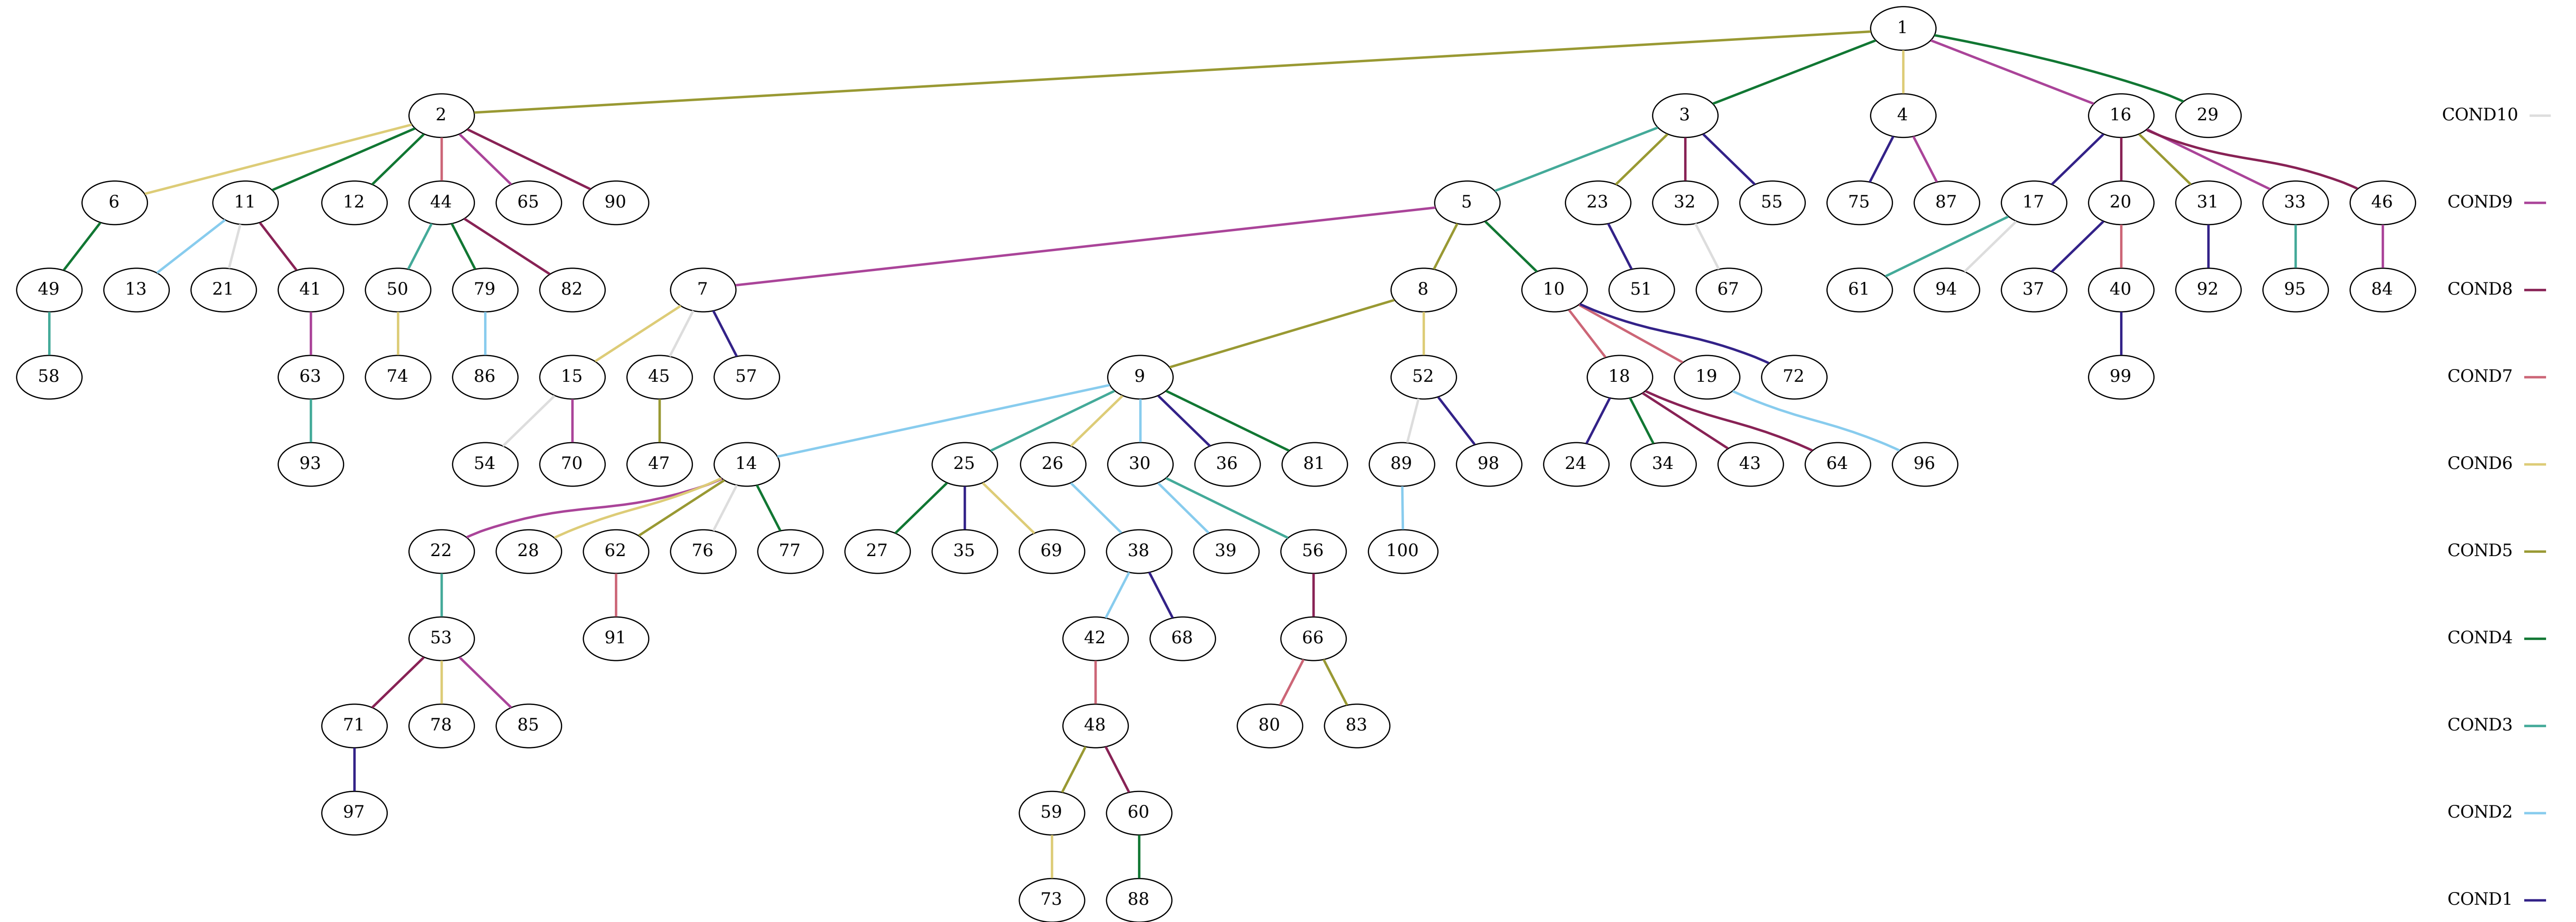 1
2 3 4 16 29 COND10
6 11 12 44 65 90 5 23 32 55 75 87 17 20 31 33 46 COND9
49 13 21 41 50 79 82 7 8 10 51 67 61 94 37 40 92 95 84 COND8
58 63 74 86 15 45 57 9 52 18 19 72 99 COND7
93 54 70 47 14 25 26 30 36 81 89 98 24 34 43 64 96 COND6
22 28 62 76 77 27 35 69 38 39 56 100 COND5
53 91 42 68 66 COND4
71 78 85 48 80 83 COND3
97 59 60 COND2
73 88 COND1